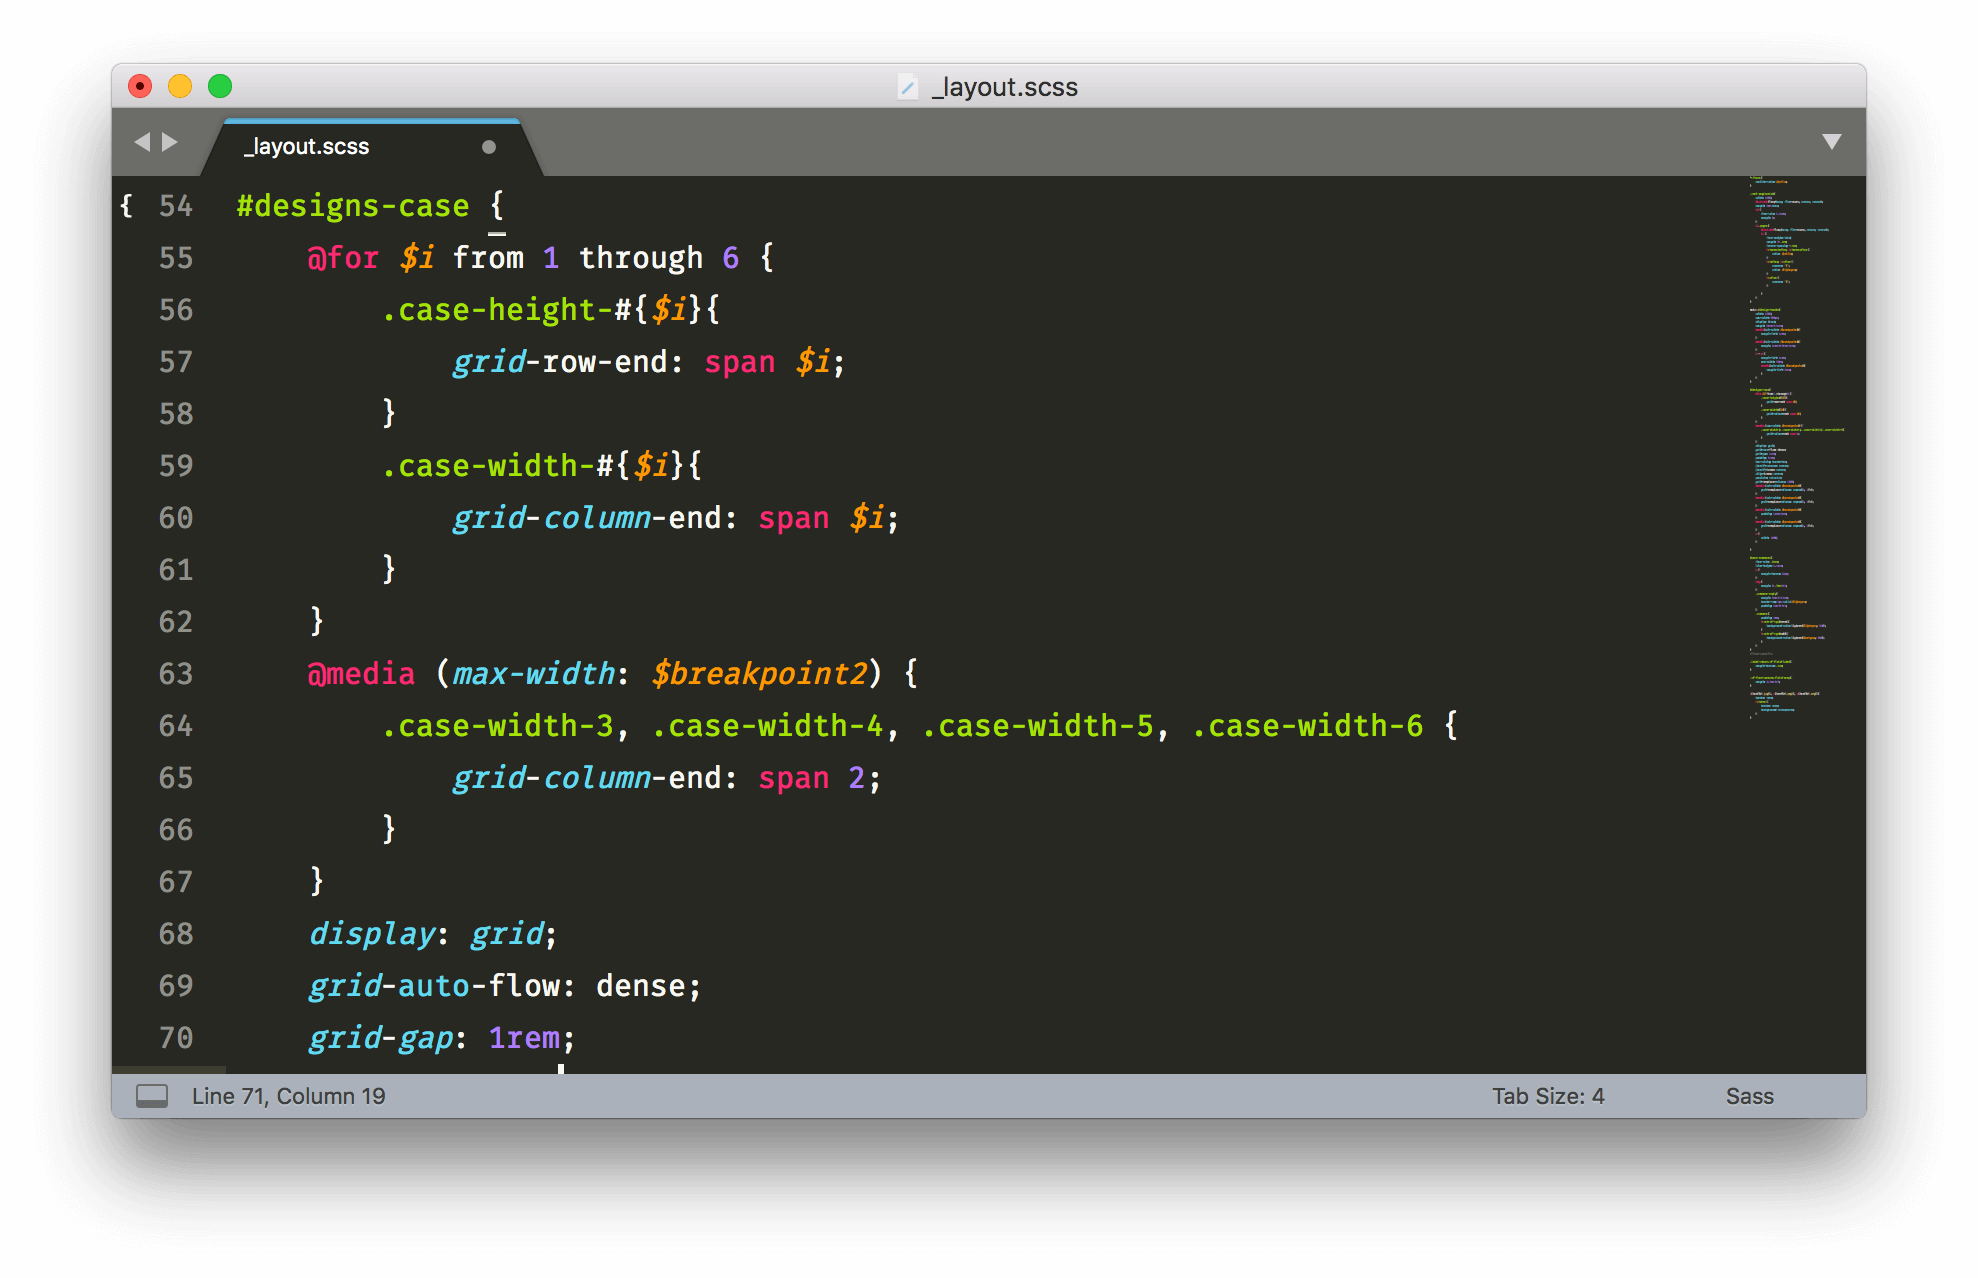 _layout.scss
_layout.scss
{ 54 #designs-case {
55 @for $i from 1 through 6 {
56 .case-height-#{$i}{
57 grid-row-end: span $i;
58 }
59 .case-width-#{$i}{
60 grid-column-end: span $i;
61 }
62 }
63 @media (max-width: $breakpoint2) {
64 .case-width-3, .case-width-4, .case-width-5, .case-width-6 {
65 grid-column-end: span 2;
66 }
67 }
68 display: grid;
69 grid-auto-flow: dense;
70 grid-gap: 1rem;
Line 71, Column 19
Tab Size: 4
Sass